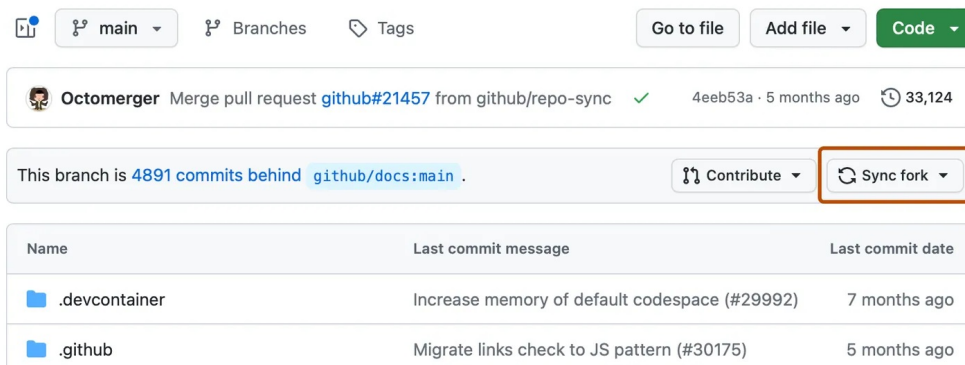 main Branches Tags Go to file Add file Code
Octomerger Merge pull request github#21457 from github/repo-sync 4eeb53a · 5 months ago 33,124
This branch is 4891 commits behind github/docs:main . Contribute Sync fork
Name Last commit message Last commit date
.devcontainer Increase memory of default codespace (#29992) 7 months ago
.github Migrate links check to JS pattern (#30175) 5 months ago